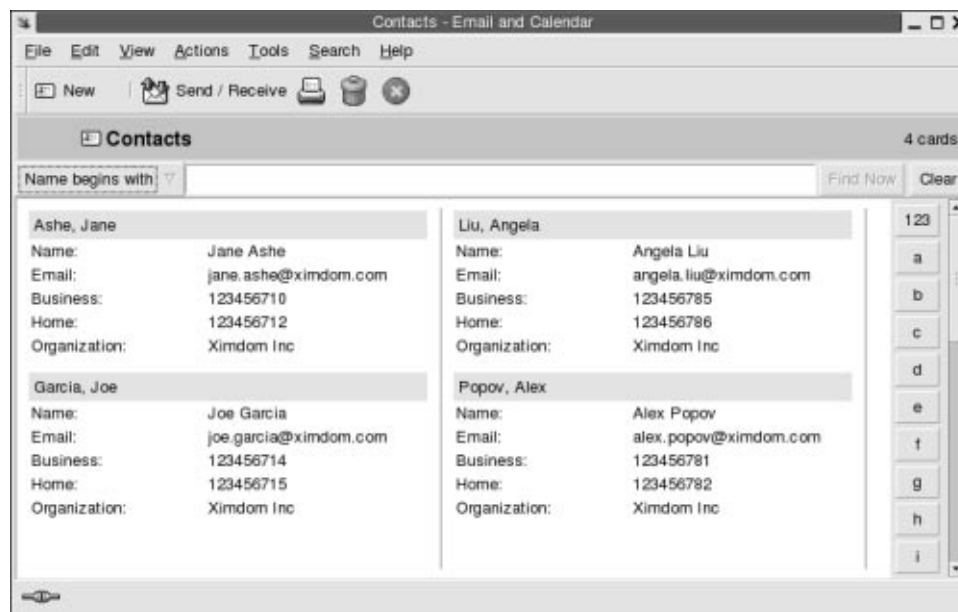 Contacts - Email and Calendar
File Edit View Actions Tools Search Help
New Send / Receive
Contacts 4 cards
Name begins with Find Now Clear
Ashe, Jane
Name: Jane Ashe
Email: jane.ashe@ximdom.com
Business: 123456710
Home: 123456712
Organization: Ximdom Inc
Garcia, Joe
Name: Joe Garcia
Email: joe.garcia@ximdom.com
Business: 123456714
Home: 123456715
Organization: Ximdom Inc
Liu, Angela
Name: Angela Liu
Email: angela.liu@ximdom.com
Business: 123456785
Home: 123456786
Organization: Ximdom Inc
Popov, Alex
Name: Alex Popov
Email: alex.popov@ximdom.com
Business: 123456781
Home: 123456782
Organization: Ximdom Inc
123
a
b
c
d
e
f
g
h
i